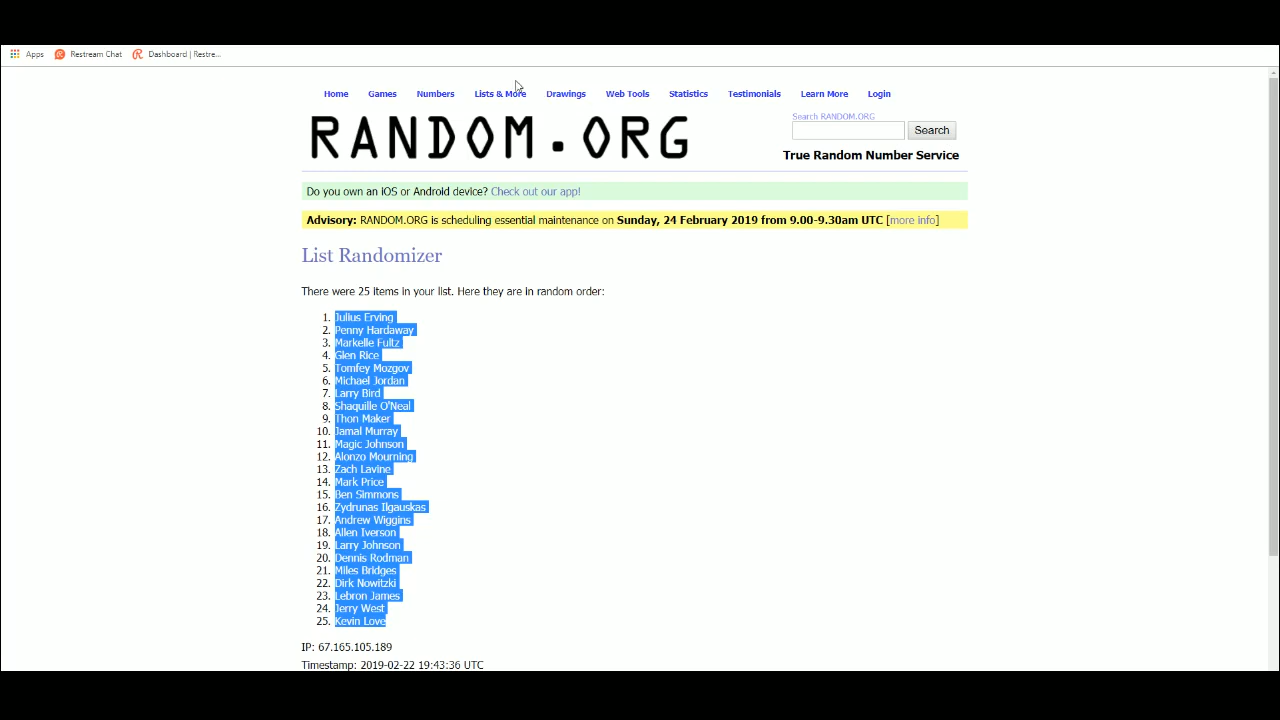 Apps Restream Chat Dashboard | Restre...
Home Games Numbers Lists & More Drawings Web Tools Statistics Testimonials Learn More Login
RANDOM.ORG
Search RANDOM.ORG
Search
True Random Number Service
Do you own an iOS or Android device? Check out our app!
Advisory: RANDOM.ORG is scheduling essential maintenance on Sunday, 24 February 2019 from 9.00-9.30am UTC [more info]
List Randomizer
There were 25 items in your list. Here they are in random order:
1. Julius Erving
2. Penny Hardaway
3. Markelle Fultz
4. Glen Rice
5. Tomfey Mozgov
6. Michael Jordan
7. Larry Bird
8. Shaquille O'Neal
9. Thon Maker
10. Jamal Murray
11. Magic Johnson
12. Alonzo Mourning
13. Zach Lavine
14. Mark Price
15. Ben Simmons
16. Zydrunas Ilgauskas
17. Andrew Wiggins
18. Allen Iverson
19. Larry Johnson
20. Dennis Rodman
21. Miles Bridges
22. Dirk Nowitzki
23. Lebron James
24. Jerry West
25. Kevin Love
IP: 67.165.105.189
Timestamp: 2019-02-22 19:43:36 UTC